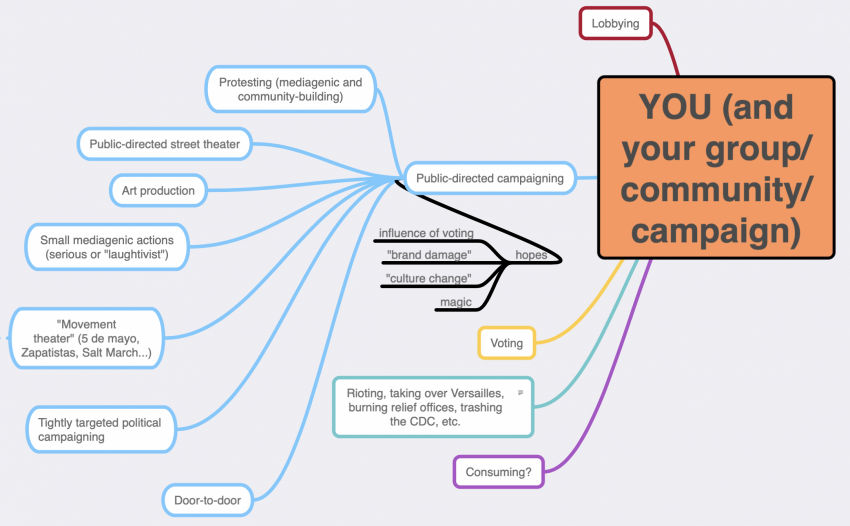 Lobbying
YOU (and
your group/
community/
campaign)
Protesting (mediagenic and
community-building)
Public-directed street theater
Public-directed campaigning
Art production
Small mediagenic actions
(serious or "laughtivist")
influence of voting
"brand damage"
hopes
"culture change"
magic
"Movement
theater" (5 de mayo,
Zapatistas, Salt March...)
Voting
Rioting, taking over Versailles,
burning relief offices, trashing
the CDC, etc.
Tightly targeted political
campaigning
Consuming?
Door-to-door